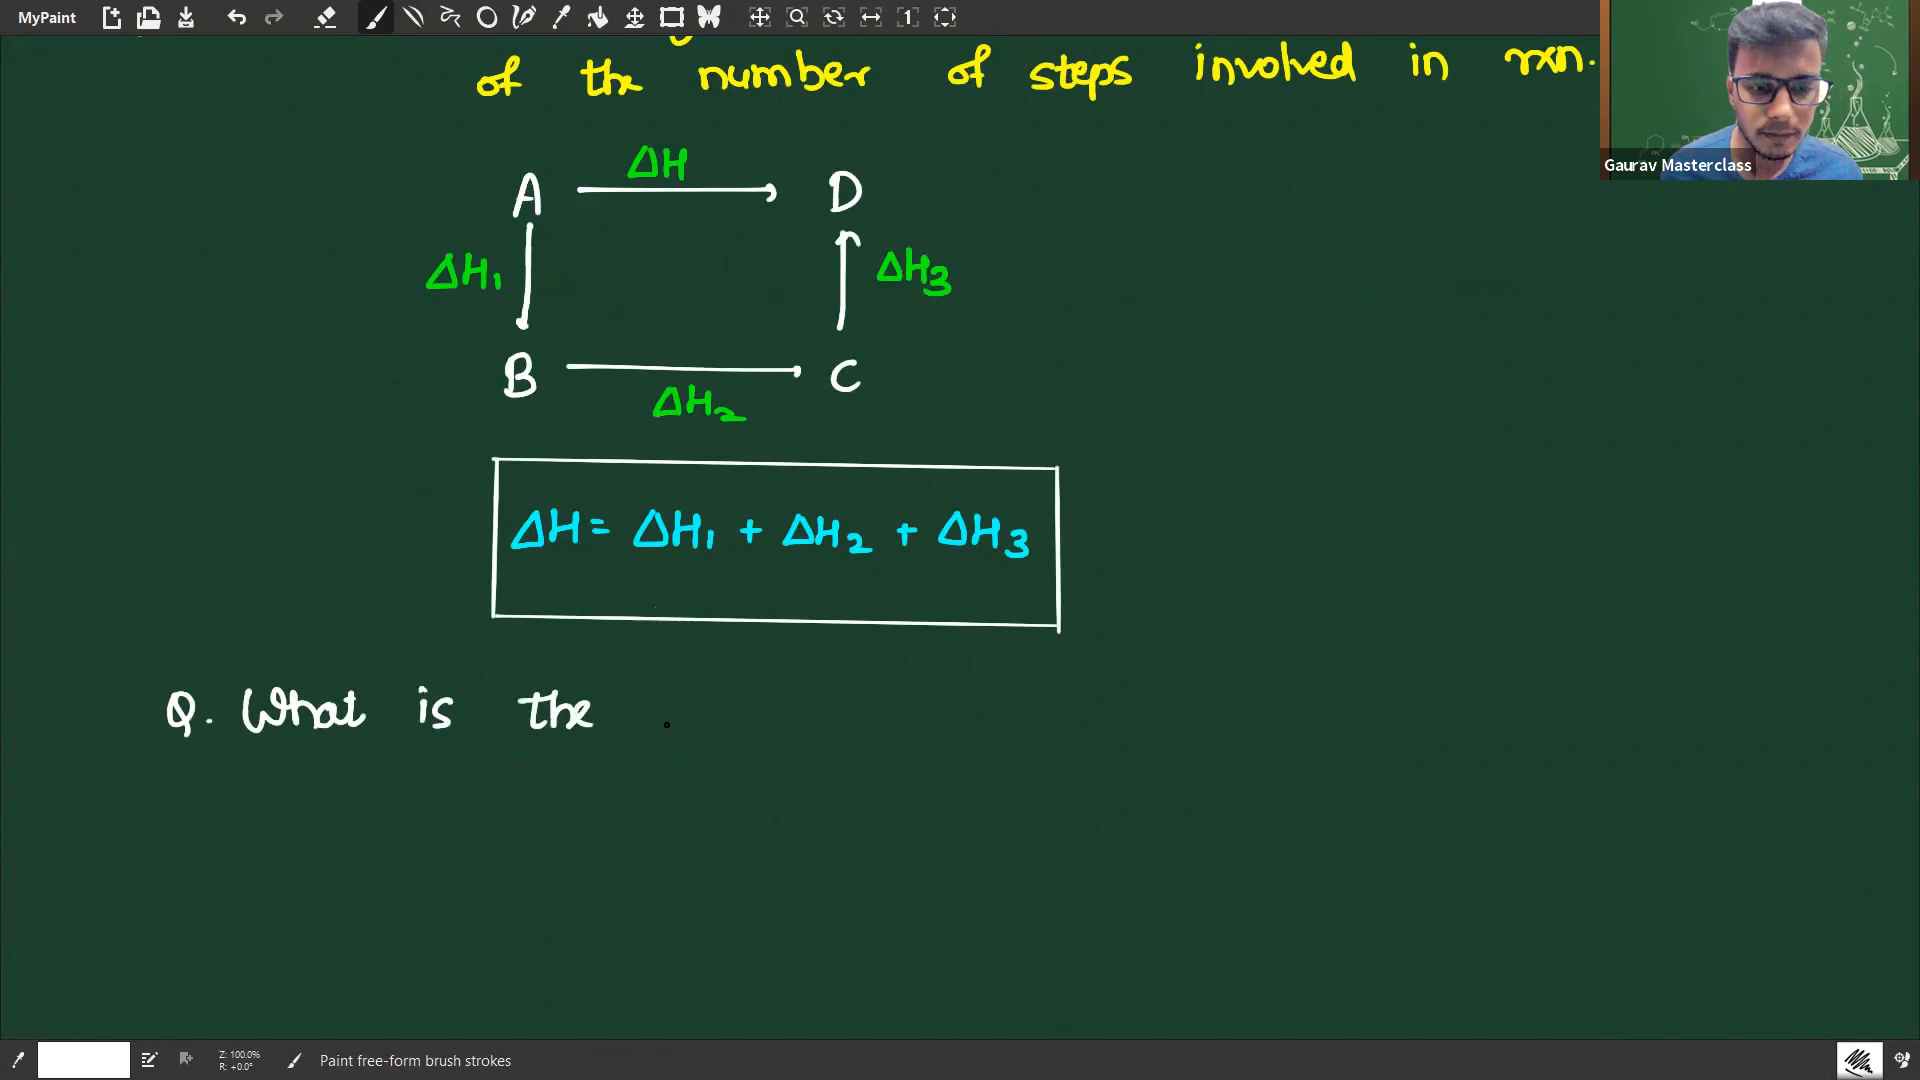 MyPaint
of the number of steps involved in rxn.
Gaurav Masterclass
ΔH
A D
ΔH₁ ΔH₃
B C
ΔH₂
ΔH = ΔH₁ + ΔH₂ + ΔH₃
Q. What is the
Z: 100.0%
R: +0.0°
Paint free-form brush strokes